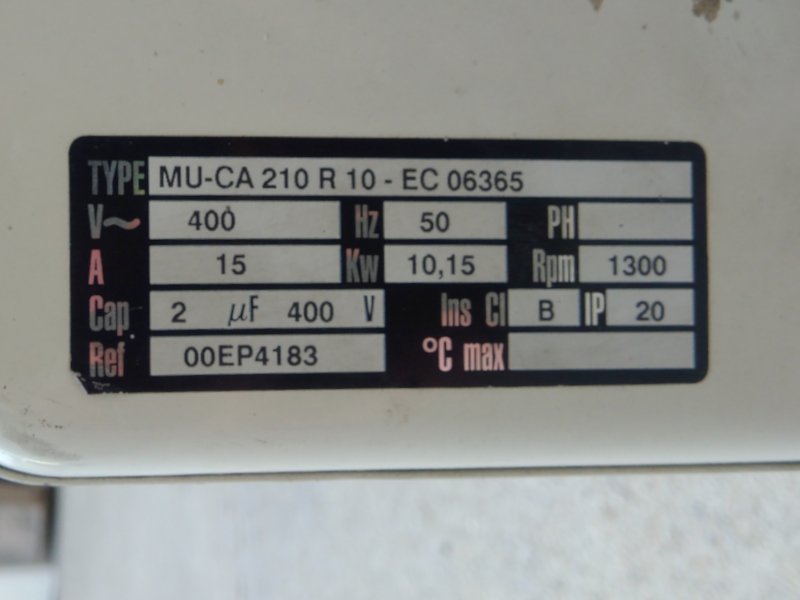 TYPE MU-CA 210 R 10 - EC 06365
V~ 400 Hz 50 PH
A 15 Kw 10,15 Rpm 1300
Cap 2 µF 400 V Ins Cl B IP 20
Ref 00EP4183 °C max